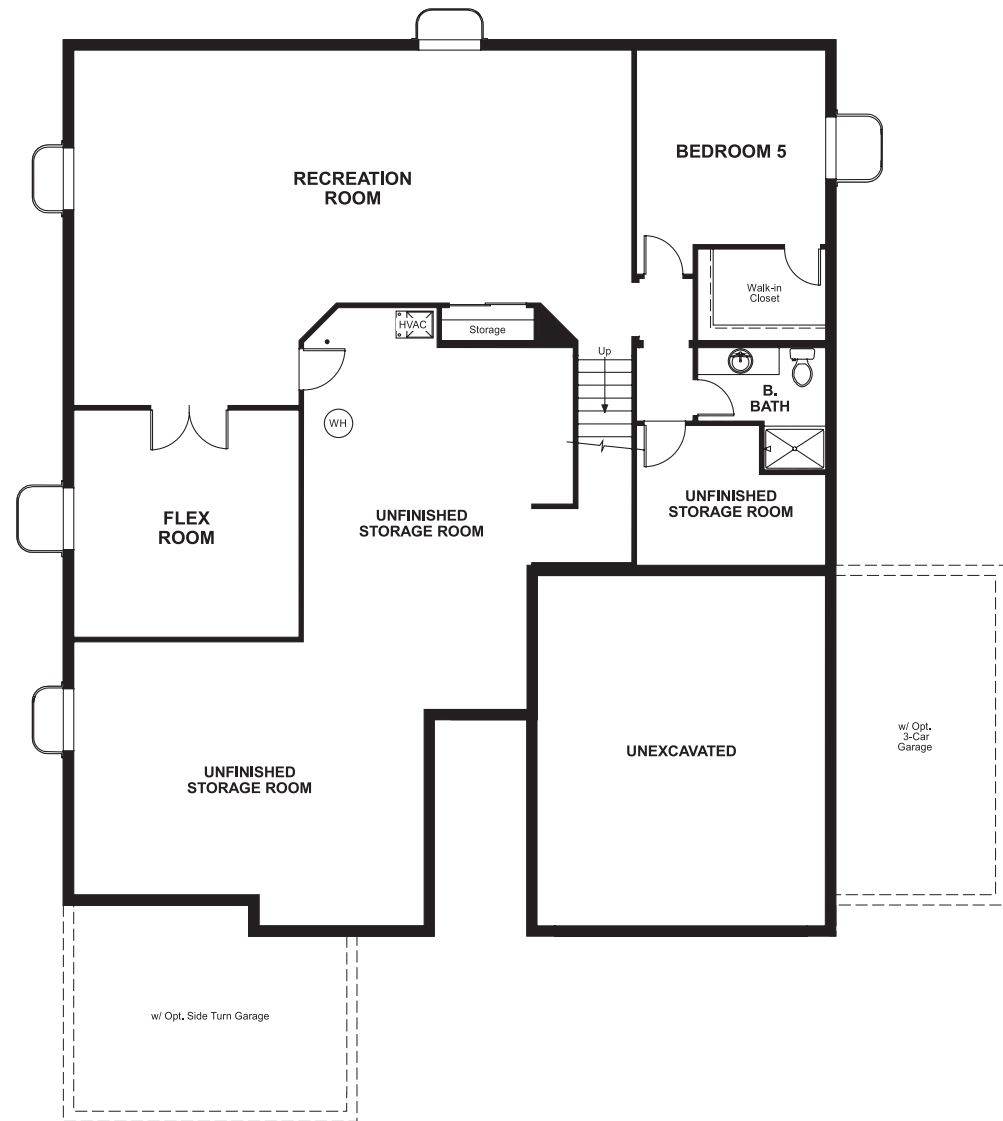 BEDROOM 5
RECREATION
ROOM
Walk-in
Closet
HVAC
Storage
Up
B.
BATH
WH
UNFINISHED
STORAGE ROOM
FLEX
ROOM
UNFINISHED
STORAGE ROOM
w/ Opt.
3-Car
Garage
UNEXCAVATED
UNFINISHED
STORAGE ROOM
w/ Opt. Side Turn Garage